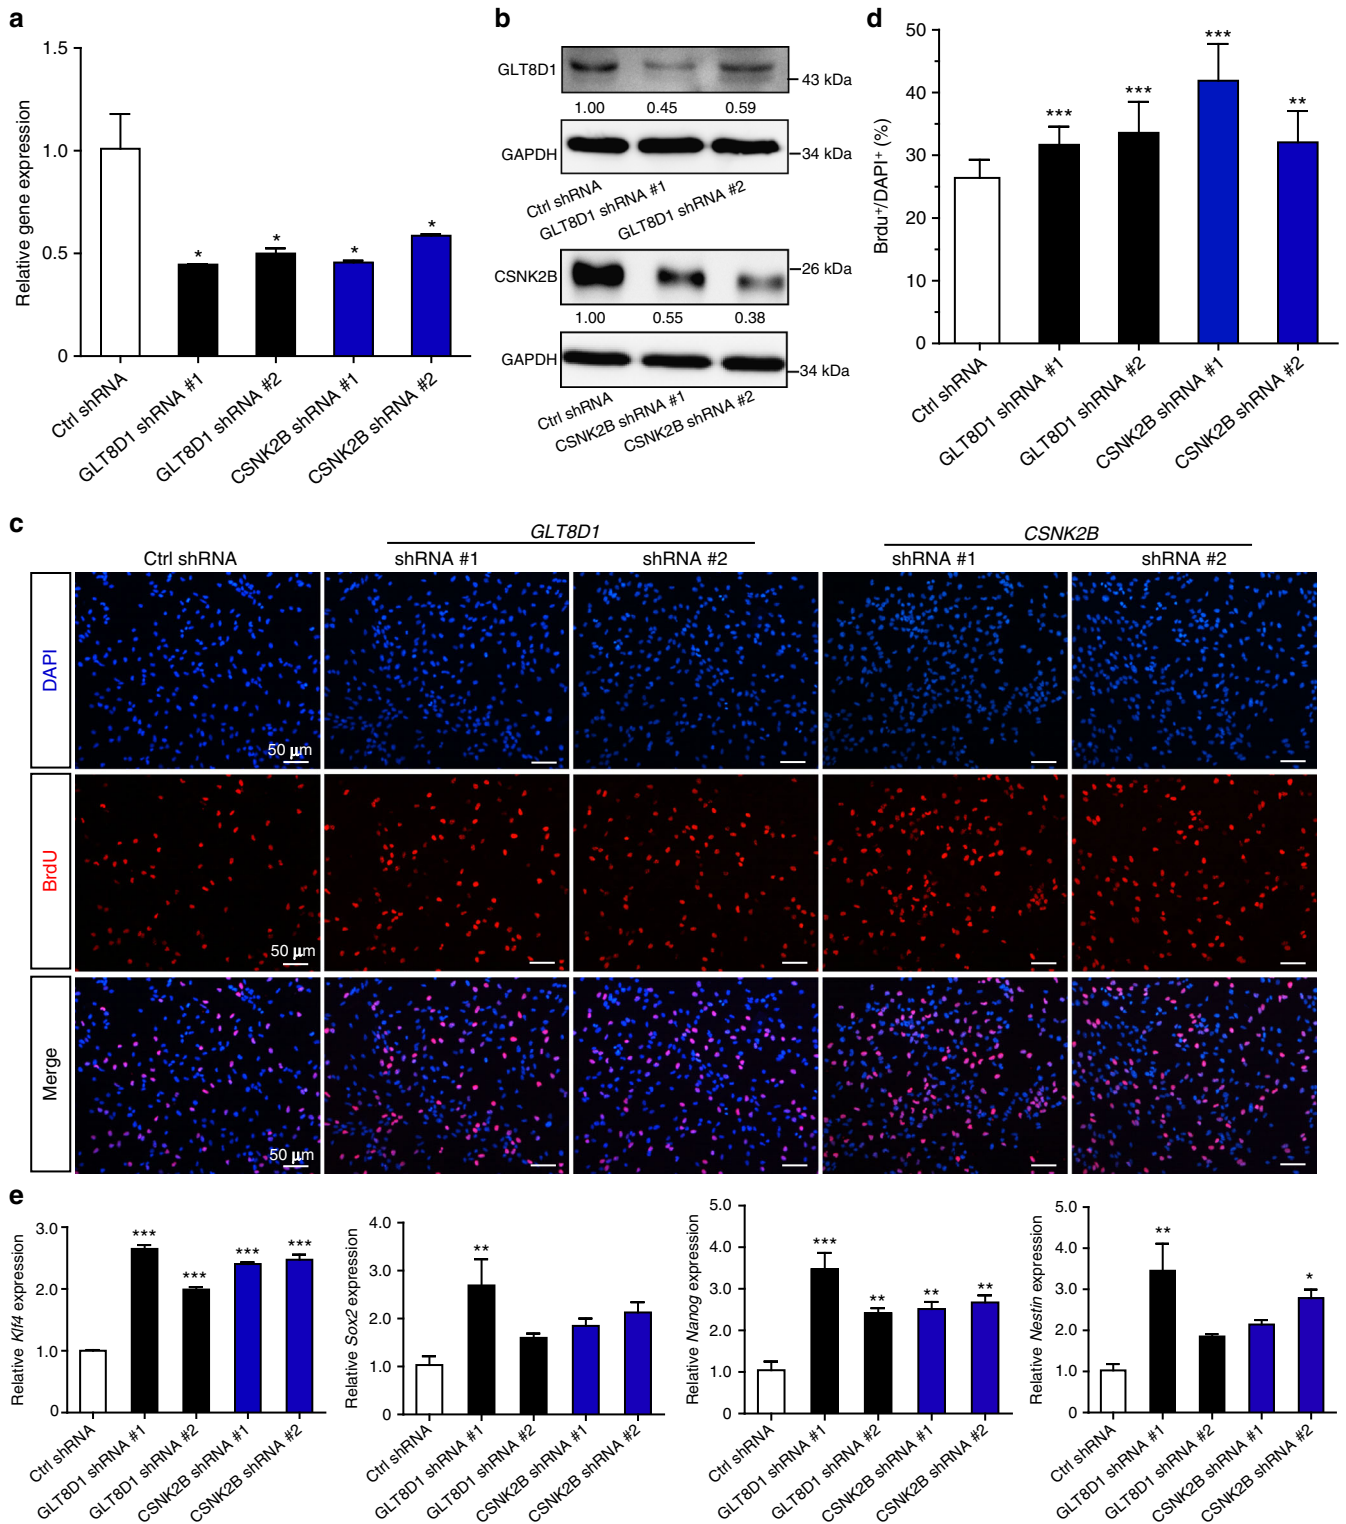 a
Relative gene expression
1.5
1.0
0.5
0
*
*
*
*
Ctrl shRNA
GLT8D1 shRNA #1
GLT8D1 shRNA #2
CSNK2B shRNA #1
CSNK2B shRNA #2
b
GLT8D1
43 kDa
1.00 0.45 0.59
GAPDH
34 kDa
Ctrl shRNA
GLT8D1 shRNA #1
GLT8D1 shRNA #2
CSNK2B
26 kDa
1.00 0.55 0.38
GAPDH
34 kDa
Ctrl shRNA
CSNK2B shRNA #1
CSNK2B shRNA #2
d
Brdu+/DAPI+ (%)
50
40
30
20
10
0
***
***
***
**
Ctrl shRNA
GLT8D1 shRNA #1
GLT8D1 shRNA #2
CSNK2B shRNA #1
CSNK2B shRNA #2
c
GLT8D1
CSNK2B
Ctrl shRNA shRNA #1 shRNA #2 shRNA #1 shRNA #2
DAPI
50 μm
BrdU
50 μm
Merge
50 μm
e
Relative Klf4 expression
3.0
2.0
1.0
0
***
***
***
***
Ctrl shRNA
GLT8D1 shRNA #1
GLT8D1 shRNA #2
CSNK2B shRNA #1
CSNK2B shRNA #2
Relative Sox2 expression
4.0
3.0
2.0
1.0
0
**
Ctrl shRNA
GLT8D1 shRNA #1
GLT8D1 shRNA #2
CSNK2B shRNA #1
CSNK2B shRNA #2
Relative Nanog expression
5.0
4.0
3.0
2.0
1.0
0
***
**
**
**
Ctrl shRNA
GLT8D1 shRNA #1
GLT8D1 shRNA #2
CSNK2B shRNA #1
CSNK2B shRNA #2
Relative Nestin expression
5.0
4.0
3.0
2.0
1.0
0
**
*
Ctrl shRNA
GLT8D1 shRNA #1
GLT8D1 shRNA #2
CSNK2B shRNA #1
CSNK2B shRNA #2